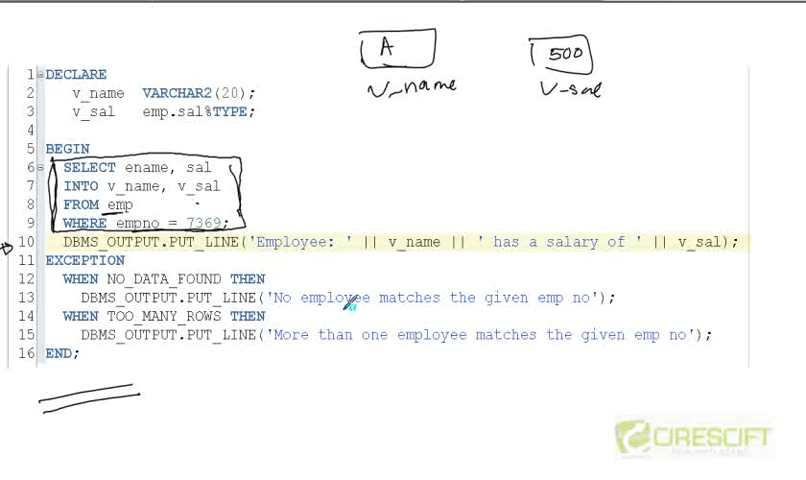 A
500
v_name
v-sal
1 DECLARE
2 v_name VARCHAR2(20);
3 v_sal emp.sal%TYPE;
4
5 BEGIN
6 SELECT ename, sal
7 INTO v_name, v_sal
8 FROM emp
9 WHERE empno = 7369;
10 DBMS_OUTPUT.PUT_LINE('Employee: ' || v_name || ' has a salary of ' || v_sal);
11 EXCEPTION
12 WHEN NO_DATA_FOUND THEN
13 DBMS_OUTPUT.PUT_LINE('No employee matches the given emp no');
14 WHEN TOO_MANY_ROWS THEN
15 DBMS_OUTPUT.PUT_LINE('More than one employee matches the given emp no');
16 END;
CIRESCIFT